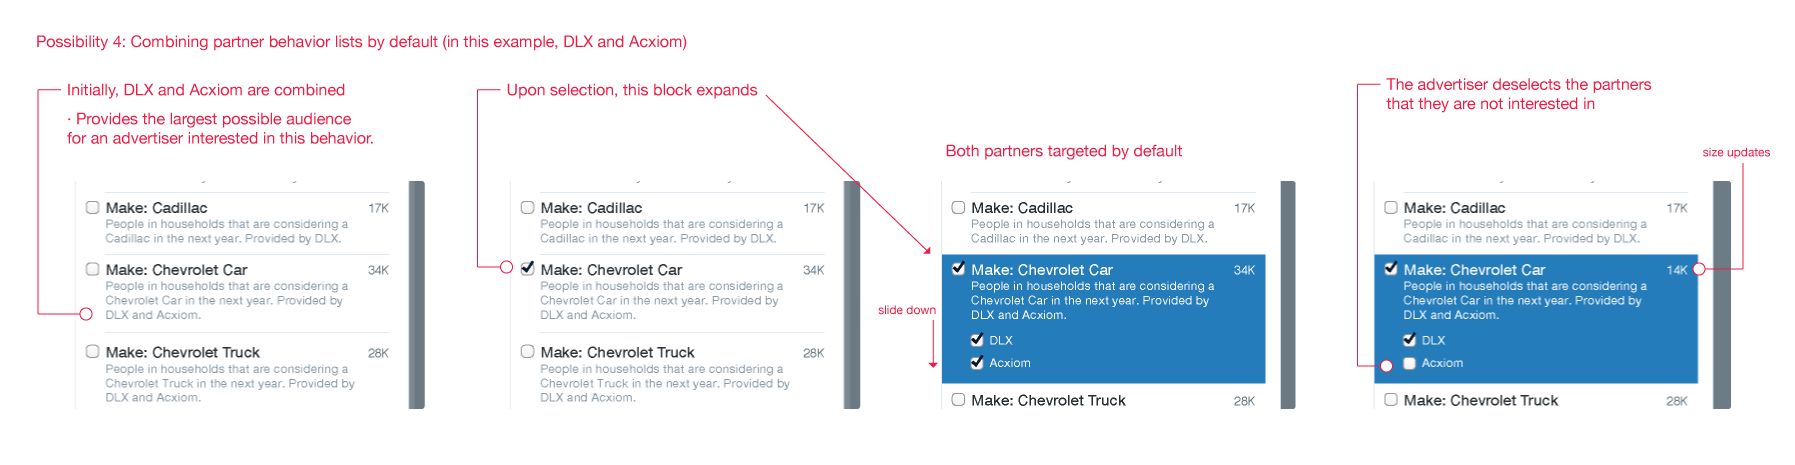 Possibility 4: Combining partner behavior lists by default (in this example, DLX and Acxiom)
Initially, DLX and Acxiom are combined
· Provides the largest possible audience
for an advertiser interested in this behavior.
Make: Cadillac 17K
People in households that are considering a
Cadillac in the next year. Provided by DLX.
Make: Chevrolet Car 34K
People in households that are considering a
Chevrolet Car in the next year. Provided by
DLX and Acxiom.
Make: Chevrolet Truck 28K
People in households that are considering a
Chevrolet Truck in the next year. Provided by
DLX and Acxiom.
Upon selection, this block expands
Make: Cadillac 17K
People in households that are considering a
Cadillac in the next year. Provided by DLX.
Make: Chevrolet Car 34K
People in households that are considering a
Chevrolet Car in the next year. Provided by
DLX and Acxiom.
Make: Chevrolet Truck 28K
People in households that are considering a
Chevrolet Truck in the next year. Provided by
DLX and Acxiom.
Both partners targeted by default
slide down
Make: Cadillac 17K
People in households that are considering a
Cadillac in the next year. Provided by DLX.
Make: Chevrolet Car 34K
People in households that are considering a
Chevrolet Car in the next year. Provided by
DLX and Acxiom.
DLX
Acxiom
Make: Chevrolet Truck 28K
The advertiser deselects the partners
that they are not interested in
size updates
Make: Cadillac 17K
People in households that are considering a
Cadillac in the next year. Provided by DLX.
Make: Chevrolet Car 14K
People in households that are considering a
Chevrolet Car in the next year. Provided by
DLX and Acxiom.
DLX
Acxiom
Make: Chevrolet Truck 28K